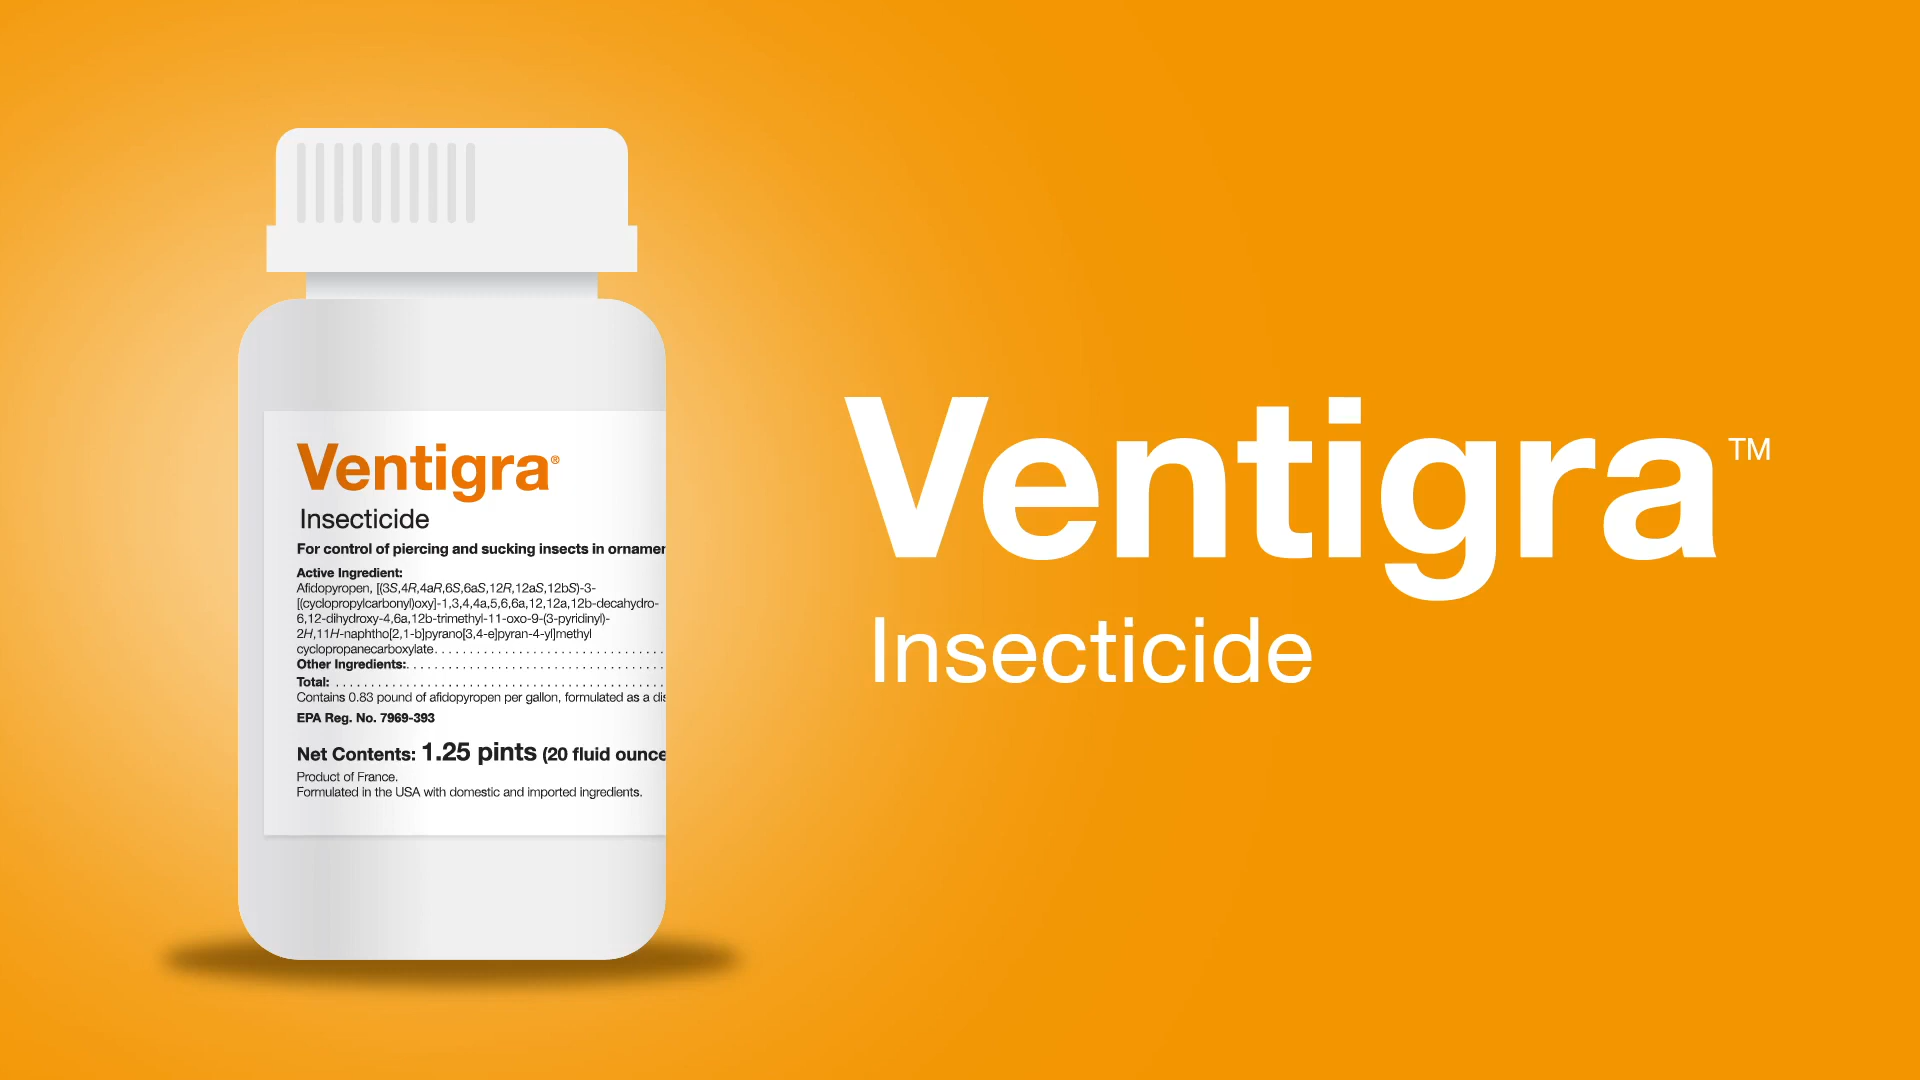 Ventigra®
Insecticide
For control of piercing and sucking insects in
Active Ingredient:
Afidopyropen, [(3S,4R,4aR,6S,6aS,12R,12aS,12bS)-3-
[(cyclopropylcarbonyl)oxy]-1,3,4,4a,5,6,6a,12,12a,12b-decahydro-
6,12-dihydroxy-4,6a,12b-trimethyl-11-oxo-9-(3-pyridinyl)-
2H,11H-naphtho[2,1-b]pyrano[3,4-e]pyran-4-yl]methyl
cyclopropanecarboxylate. . . . . . . . . . . . . . . . . . . . . . . . . . . . . . . . .
Other Ingredients:. . . . . . . . . . . . . . . . . . . . . . . . . . . . . . . . . . . . .
Total: . . . . . . . . . . . . . . . . . . . . . . . . . . . . . . . . . . . . . . . . . . . . . . .
Contains 0.83 pound of afidopyropen per gallon, formulated as a
EPA Reg. No. 7969-393
Net Contents: 1.25 pints (20 fluid ounce
Product of France.
Formulated in the USA with domestic and imported ingredients.
Ventigra™
Insecticide